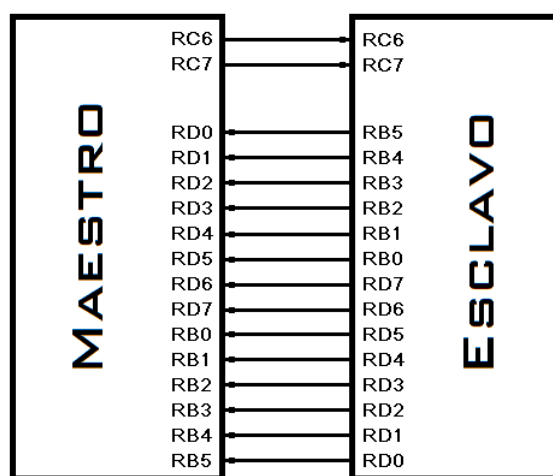 MAESTRO
RC6 RC6
RC7 RC7
RD0 RB5
RD1 RB4
RD2 RB3
RD3 RB2
RD4 RB1
RD5 RB0
RD6 RD7
RD7 RD6
RB0 RD5
RB1 RD4
RB2 RD3
RB3 RD2
RB4 RD1
RB5 RD0
ESCLAVO